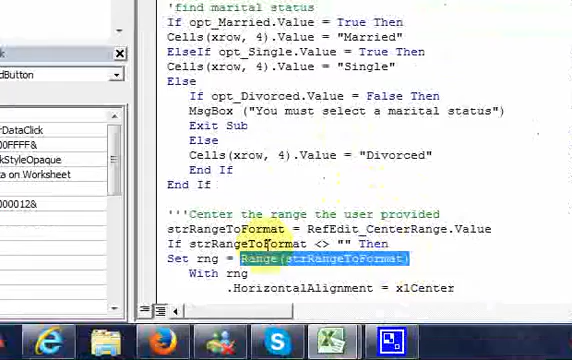 'find marital status
If opt_Married.Value = True Then
Cells(xrow, 4).Value = "Married"
ElseIf opt_Single.Value = True Then
Cells(xrow, 4).Value = "Single"
Else
If opt_Divorced.Value = False Then
MsgBox ("You must select a marital status")
Exit Sub
Else
Cells(xrow, 4).Value = "Divorced"
End If
End If
'''Center the range the user provided
strRangeToFormat = RefEdit_CenterRange.Value
If strRangeToFormat <> "" Then
Set rng = Range(strRangeToFormat)
With rng
.HorizontalAlignment = xlCenter
ndButton
rDataClick
00FFFF&
kStyleOpaque
ata on Worksheet
000012&